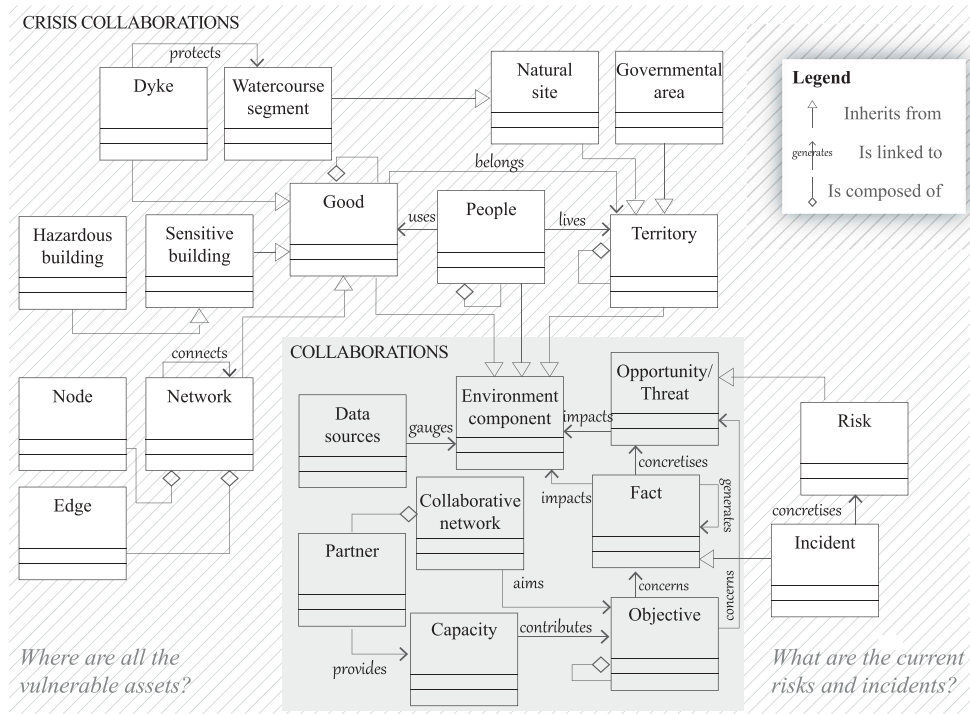 CRISIS COLLABORATIONS
protects
Dyke
Watercourse
segment
Natural
site
Governmental
area
Legend
Inherits from
generates
Is linked to
Is composed of
belongs
Good
People
uses
lives
Territory
Hazardous
building
Sensitive
building
connects
COLLABORATIONS
Node
Network
Environment
component
Opportunity/
Threat
Data
sources
gauges
impacts
Risk
concretises
impacts
Fact
generates
Edge
Collaborative
network
concretises
Partner
Incident
aims
concerns
concerns
Capacity
contributes
Objective
provides
Where are all the
vulnerable assets?
What are the current
risks and incidents?